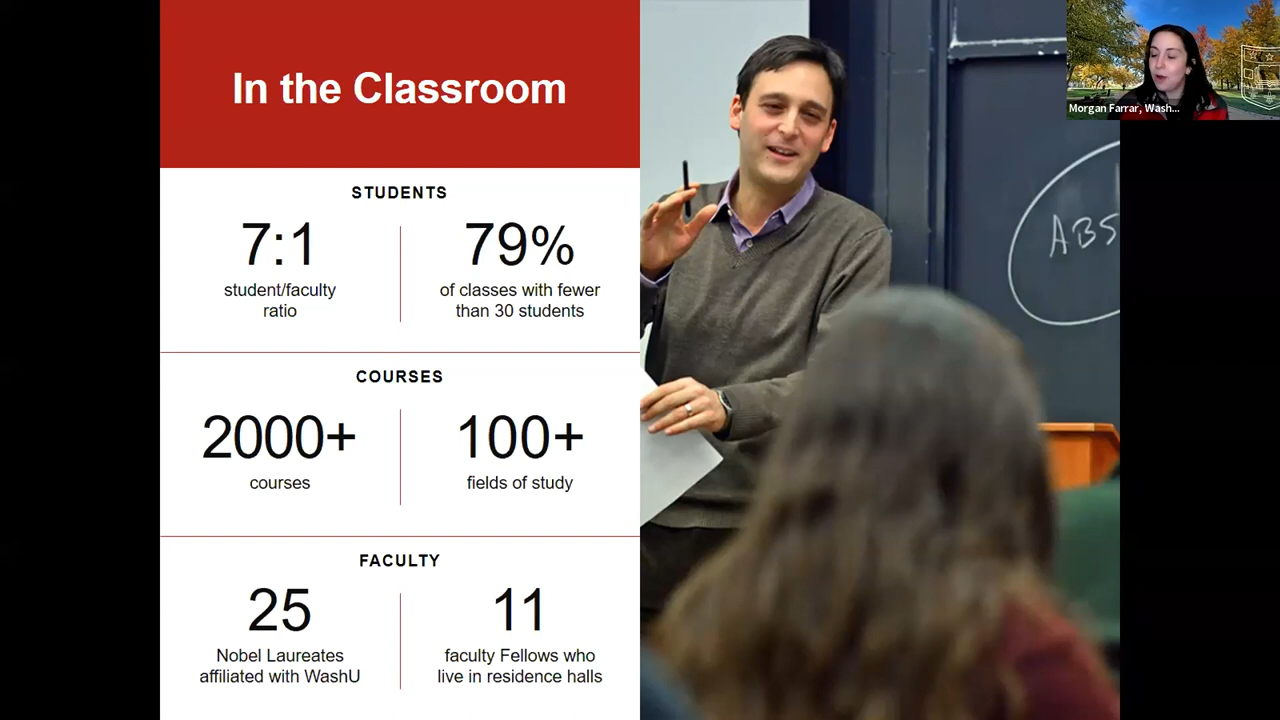 In the Classroom
STUDENTS
7:1
student/faculty
ratio
79%
of classes with fewer
than 30 students
COURSES
2000+
courses
100+
fields of study
FACULTY
25
Nobel Laureates
affiliated with WashU
11
faculty Fellows who
live in residence halls
ABS
Morgan Farrar, Wash...